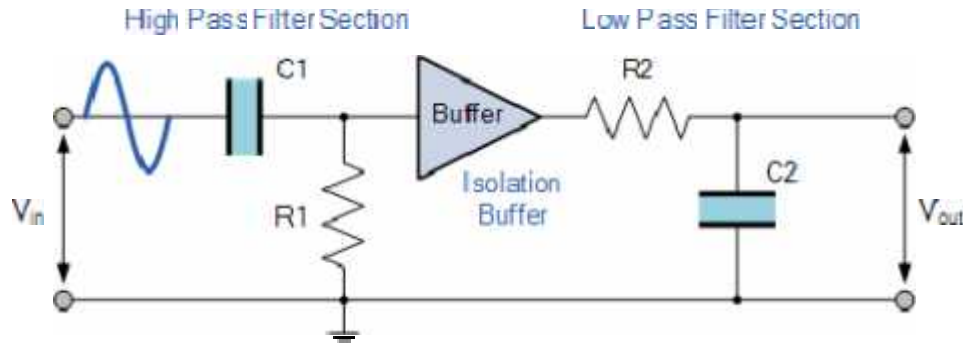 High Pass Filter Section
Low Pass Filter Section
C1
R2
Buffer
Isolation
Buffer
C2
R1
Vin
Vout